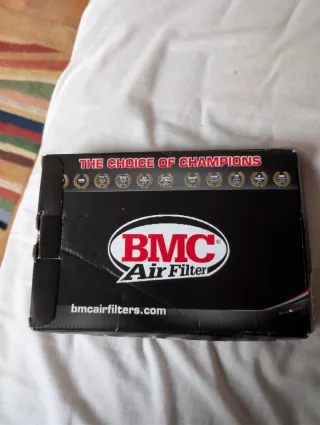 THE CHOICE OF CHAMPIONS
BMC®
Air Filter
bmcairfilters.com